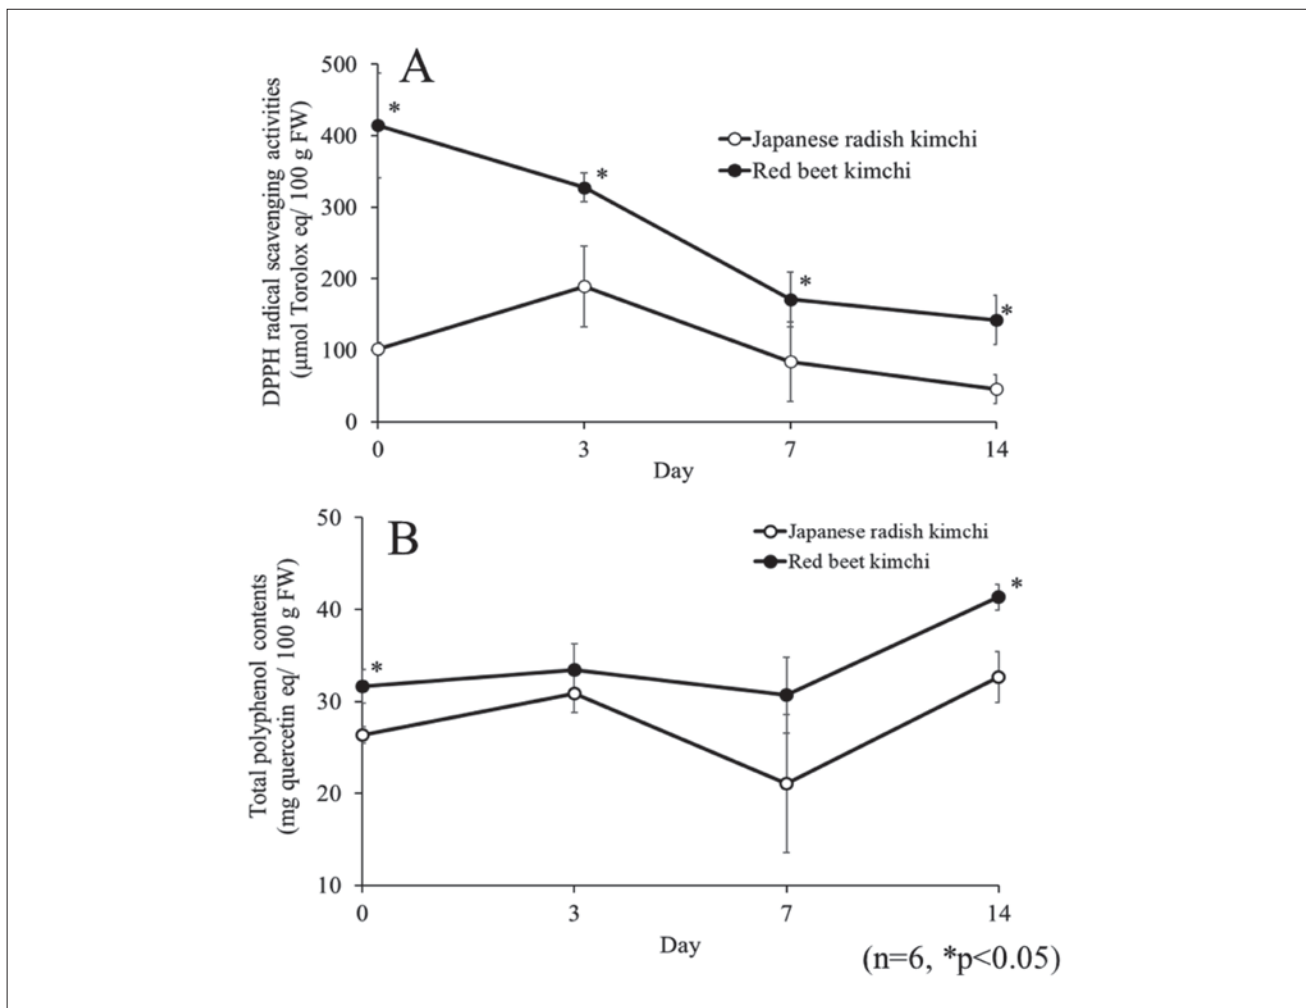 A
500
400
300
200
100
0
DPPH radical scavenging activities
(μmol Torolox eq/ 100 g FW)
*
*
*
*
Japanese radish kimchi
Red beet kimchi
0 3 7 14
Day
B
50
40
30
20
10
Total polyphenol contents
(mg quercetin eq/ 100 g FW)
*
*
Japanese radish kimchi
Red beet kimchi
0 3 7 14
Day
(n=6, *p<0.05)